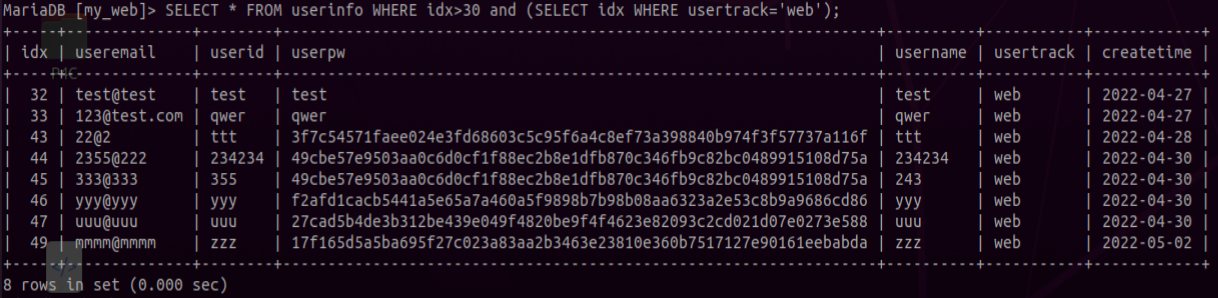 MariaDB [my_web]> SELECT * FROM userinfo WHERE idx>30 and (SELECT idx WHERE usertrack='web');
+-----+--------------+--------+------------------------------------------------------------------+----------+-----------+------------+
| idx | useremail | userid | userpw | username | usertrack | createtime |
+-----+--------------+--------+------------------------------------------------------------------+----------+-----------+------------+
| 32 | test@test | test | test | test | web | 2022-04-27 |
| 33 | 123@test.com | qwer | qwer | qwer | web | 2022-04-27 |
| 43 | 22@2 | ttt | 3f7c54571faee024e3fd68603c5c95f6a4c8ef73a398840b974f3f57737a116f | ttt | web | 2022-04-28 |
| 44 | 2355@222 | 234234 | 49cbe57e9503aa0c6d0cf1f88ec2b8e1dfb870c346fb9c82bc0489915108d75a | 234234 | web | 2022-04-30 |
| 45 | 333@333 | 355 | 49cbe57e9503aa0c6d0cf1f88ec2b8e1dfb870c346fb9c82bc0489915108d75a | 243 | web | 2022-04-30 |
| 46 | yyy@yyy | yyy | f2afd1cacb5441a5e65a7a460a5f9898b7b98b08aa6323a2e53c8b9a9686cd86 | yyy | web | 2022-04-30 |
| 47 | uuu@uuu | uuu | 27cad5b4de3b312be439e049f4820be9f4f4623e82093c2cd021d07e0273e588 | uuu | web | 2022-04-30 |
| 49 | mmmm@mmmm | zzz | 17f165d5a5ba695f27c023a83aa2b3463e23810e360b7517127e90161eebabda | zzz | web | 2022-05-02 |
+-----+--------------+--------+------------------------------------------------------------------+----------+-----------+------------+
8 rows in set (0.000 sec)